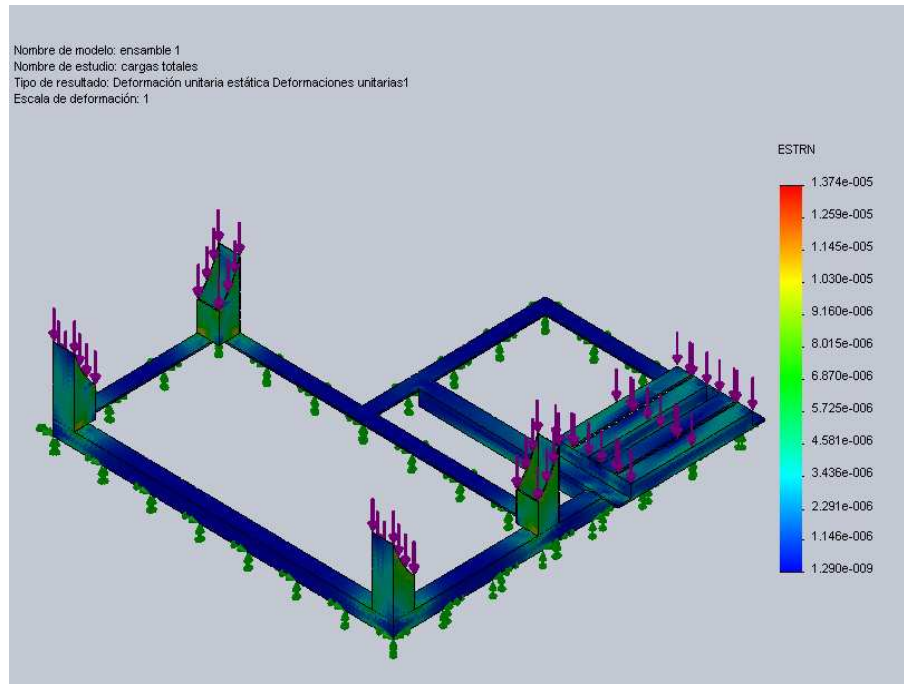 Nombre de modelo: ensamble 1
Nombre de estudio: cargas totales
Tipo de resultado: Deformación unitaria estática Deformaciones unitarias1
Escala de deformación: 1
ESTRN
1.374e-005
1.259e-005
1.145e-005
1.030e-005
9.160e-006
8.015e-006
6.870e-006
5.725e-006
4.581e-006
3.436e-006
2.291e-006
1.146e-006
1.290e-009